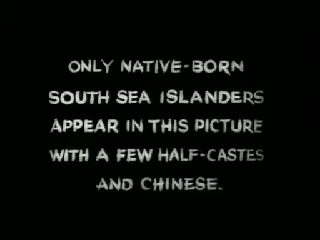 ONLY NATIVE-BORN
SOUTH SEA ISLANDERS
APPEAR IN THIS PICTURE
WITH A FEW HALF-CASTES
AND CHINESE.